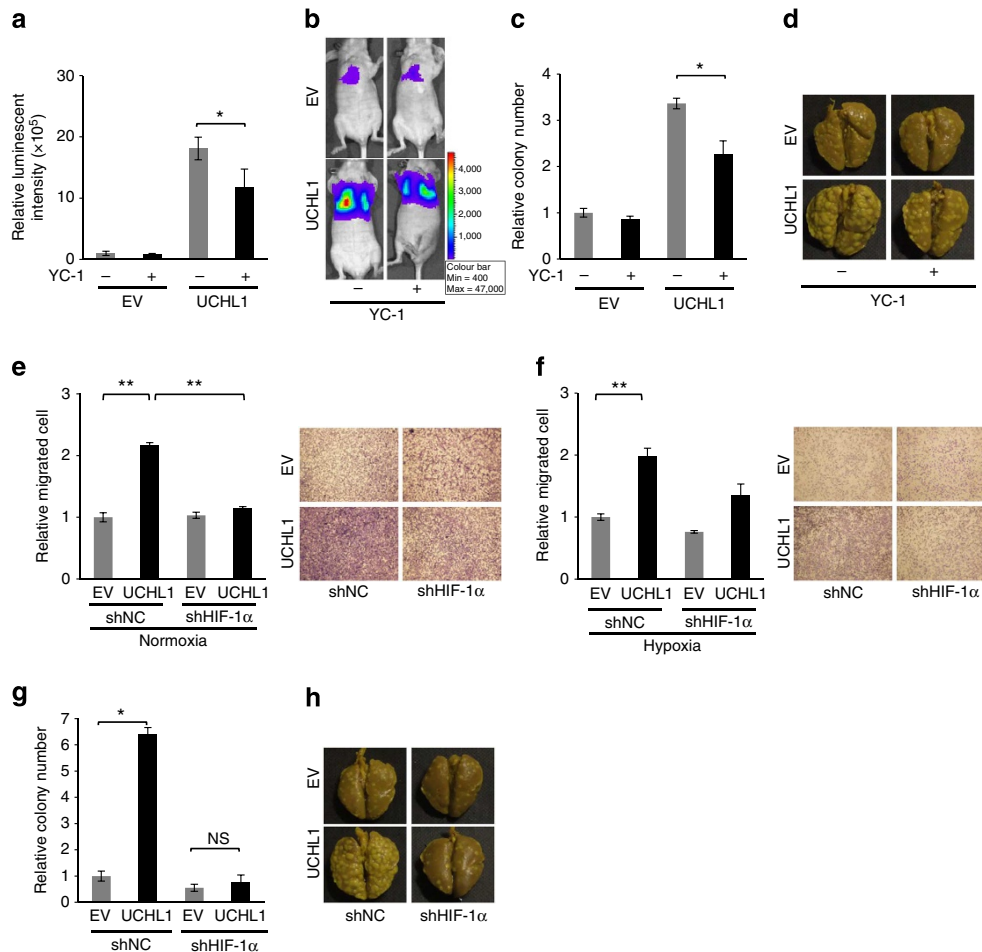 a
Relative luminescent
intensity (×10⁵)
30
20
10
0
*
YC-1
− + − +
EV UCHL1
b
EV
UCHL1
4,000
3,000
2,000
1,000
Colour bar
Min = 400
Max = 47,000
− +
YC-1
c
Relative colony number
4
3
2
1
0
*
YC-1
− + − +
EV UCHL1
d
EV
UCHL1
− +
YC-1
e
Relative migrated cell
3
2
1
0
** **
EV UCHL1 EV UCHL1
shNC shHIF-1α
Normoxia
EV
UCHL1
shNC shHIF-1α
f
Relative migrated cell
3
2
1
0
**
EV UCHL1 EV UCHL1
shNC shHIF-1α
Hypoxia
EV
UCHL1
shNC shHIF-1α
g
Relative colony number
7
6
5
4
3
2
1
0
*
NS
EV UCHL1 EV UCHL1
shNC shHIF-1α
h
EV
UCHL1
shNC shHIF-1α